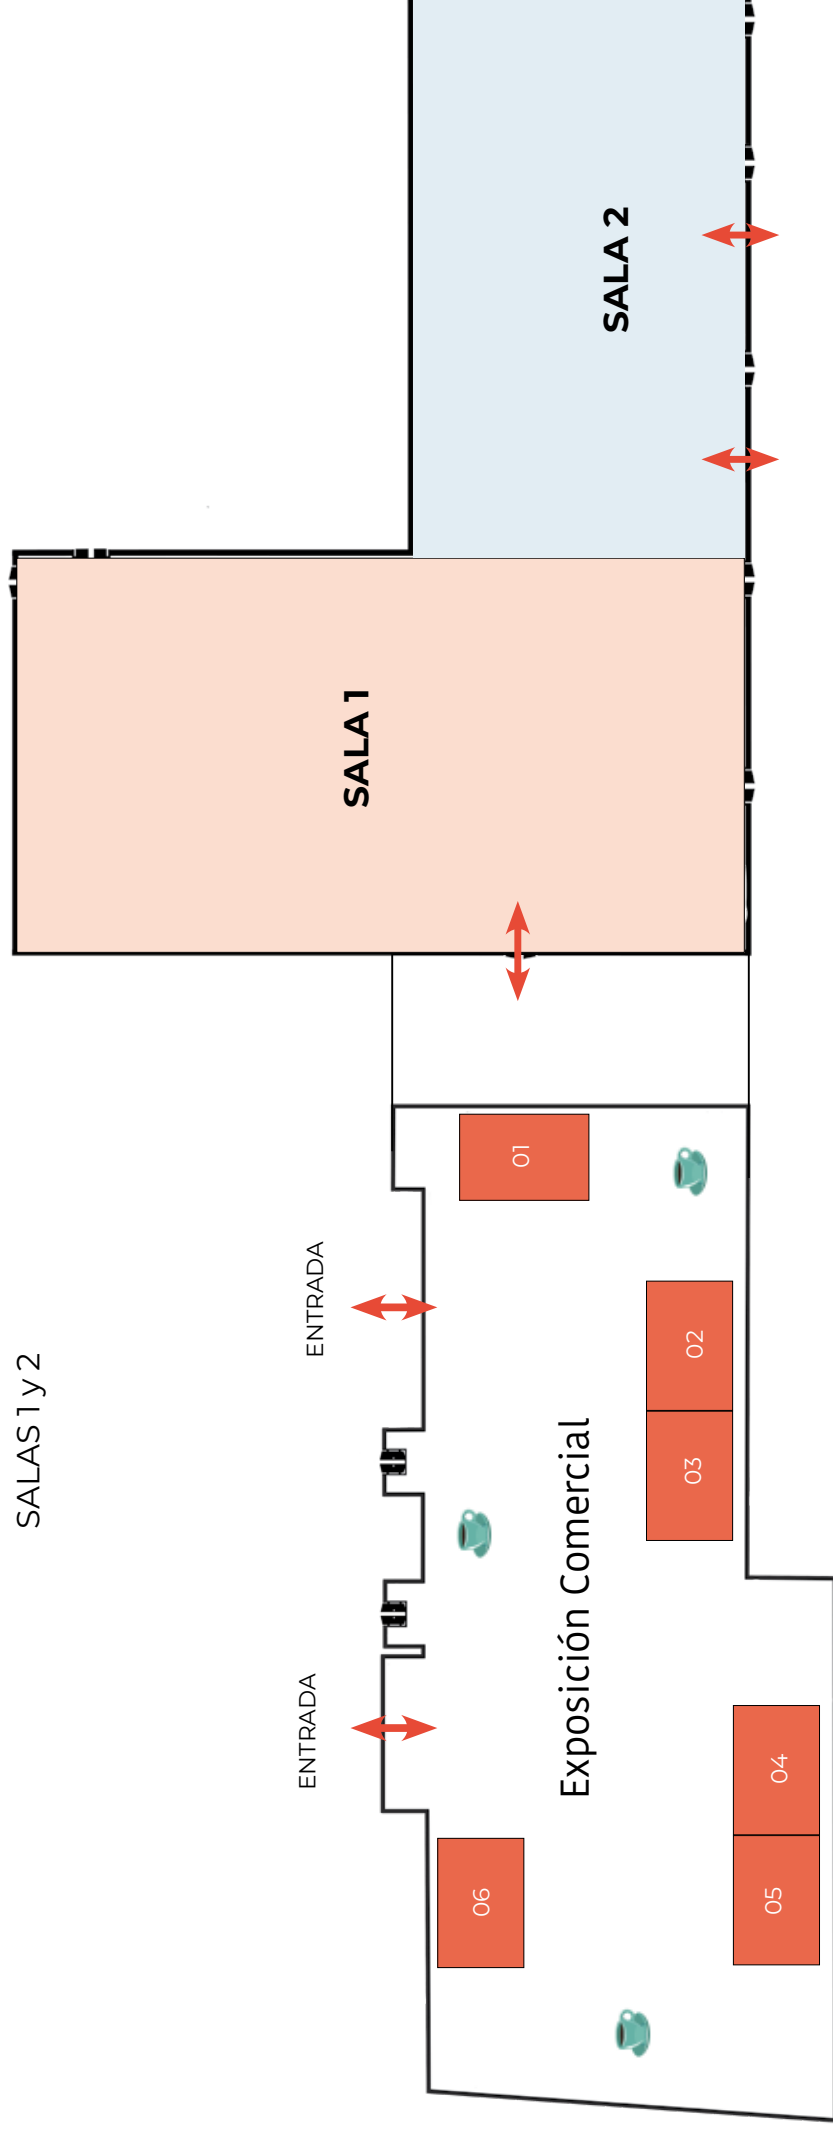 SALAS 1 y 2
ENTRADA
ENTRADA
SALA 1
SALA 2
Exposición Comercial
01
02
03
04
05
06